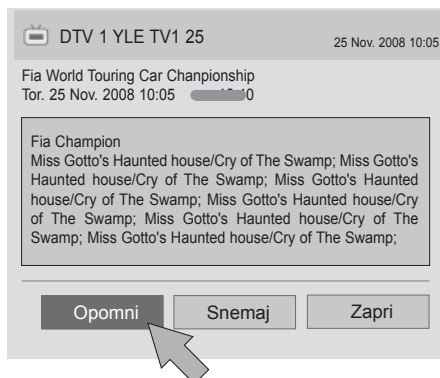 DTV 1 YLE TV1 25
25 Nov. 2008 10:05
Fia World Touring Car Chanpionship
Tor. 25 Nov. 2008 10:05
Fia Champion
Miss Gotto's Haunted house/Cry of The Swamp; Miss Gotto's
Haunted house/Cry of The Swamp; Miss Gotto's Haunted
house/Cry of The Swamp; Miss Gotto's Haunted house/Cry
of The Swamp; Miss Gotto's Haunted house/Cry of The
Swamp; Miss Gotto's Haunted house/Cry of The Swamp;
Opomni
Snemaj
Zapri